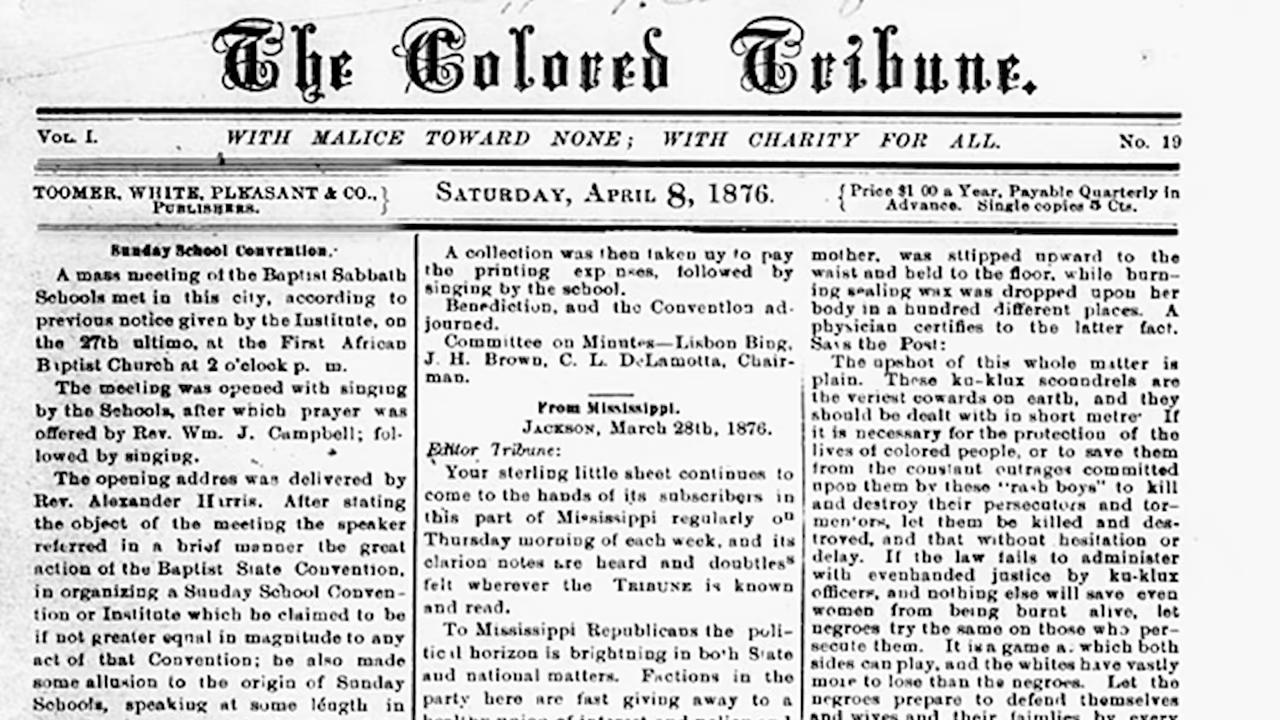 The Colored Tribune.
VOL. I. WITH MALICE TOWARD NONE; WITH CHARITY FOR ALL. No. 19
TOOMER, WHITE, PLEASANT & CO.,
PUBLISHERS.
SATURDAY, APRIL 8, 1876.
Price $1 00 a Year, Payable Quarterly in
Advance. Single copies 5 Cts.
Sunday School Convention.
A mass meeting of the Baptist Sabbath
Schools met in this city, according to
previous notice given by the Institute, on
the 27th ultimo, at the First African
Baptist Church at 2 o'clock p. m.
The meeting was opened with singing
by the Schools, after which prayer was
offered by Rev. Wm. J. Campbell; fol-
lowed by singing.
The opening addres was delivered by
Rev. Alexander Harris. After stating
the object of the meeting the speaker
referred in a brief manner the great
action of the Baptist State Convention,
in organizing a Sunday School Conven-
tion or Institute which be claimed to be
if not greater equal in magnitude to any
act of that Convention; he also made
some allusion to the origin of Sunday
Schools, speaking at some length in
A collection was then taken uy to pay
the printing exp nses, followed by
singing by the school.
Benediction, and the Convention ad-
journed.
Committee on Minutes—Lisbon Bing,
J. H. Brown, C. L. DeLamotta, Chair-
man.
From Mississippi.
JACKSON, March 28th, 1876.
Editor Tribune:
Your sterling little sheet continues to
come to the hands of its subscribers in
this part of Mississippi regularly on
Thursday morning of each week, and its
clarion notes are heard and doubtless
felt wherever the TRIBUNE is known
and read.
To Mississippi Republicans the poli-
tical horizon is brightning in both State
and national matters. Factions in the
party here are fast giving away to a
healthy union of interest and policy and
mother, was sttipped upward to the
waist and held to the floor, while burn-
ing sealing wax was dropped upon her
body in a hundred different places. A
physician certifies to the latter fact.
Says the Post:
The upshot of this whole matter is
plain. These ku-klux scoundrels are
the veriest cowards on earth, and they
should be dealt with in short metre· If
it is necessary for the protection of the
lives of colored people, or to save them
from the constant outrages committed
upon them by these "rash boys" to kill
and destroy their persecutors and tor-
mentors, let them be killed and des-
troyed, and that without hesitation or
delay. If the law fails to administer
with evenhanded justice by ku-klux
officers, and nothing else will save even
women from being burnt alive, let
negroes try the same on those who per-
secute them. It is a game a. which both
sides can play, and the whites have vastly
more to lose than the negroes. Let the
negroes prepare to defend themselves
and wives and their faimlies by every